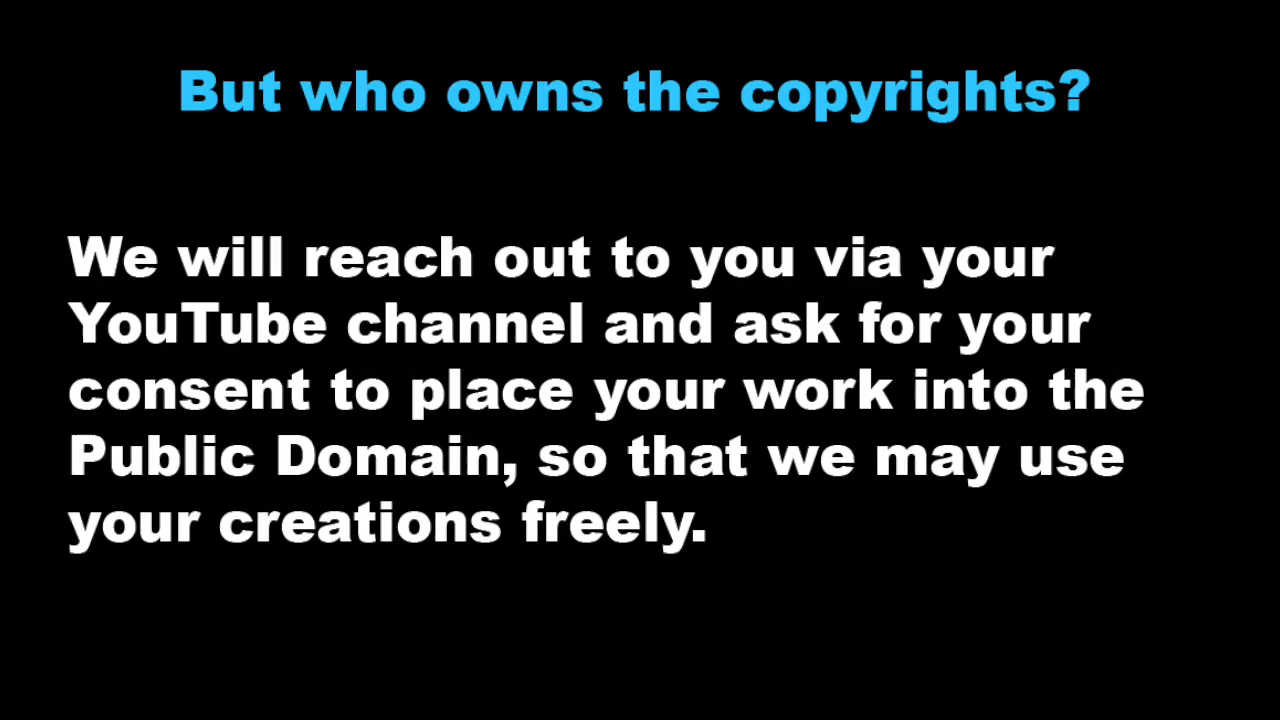 But who owns the copyrights?
We will reach out to you via your
YouTube channel and ask for your
consent to place your work into the
Public Domain, so that we may use
your creations freely.